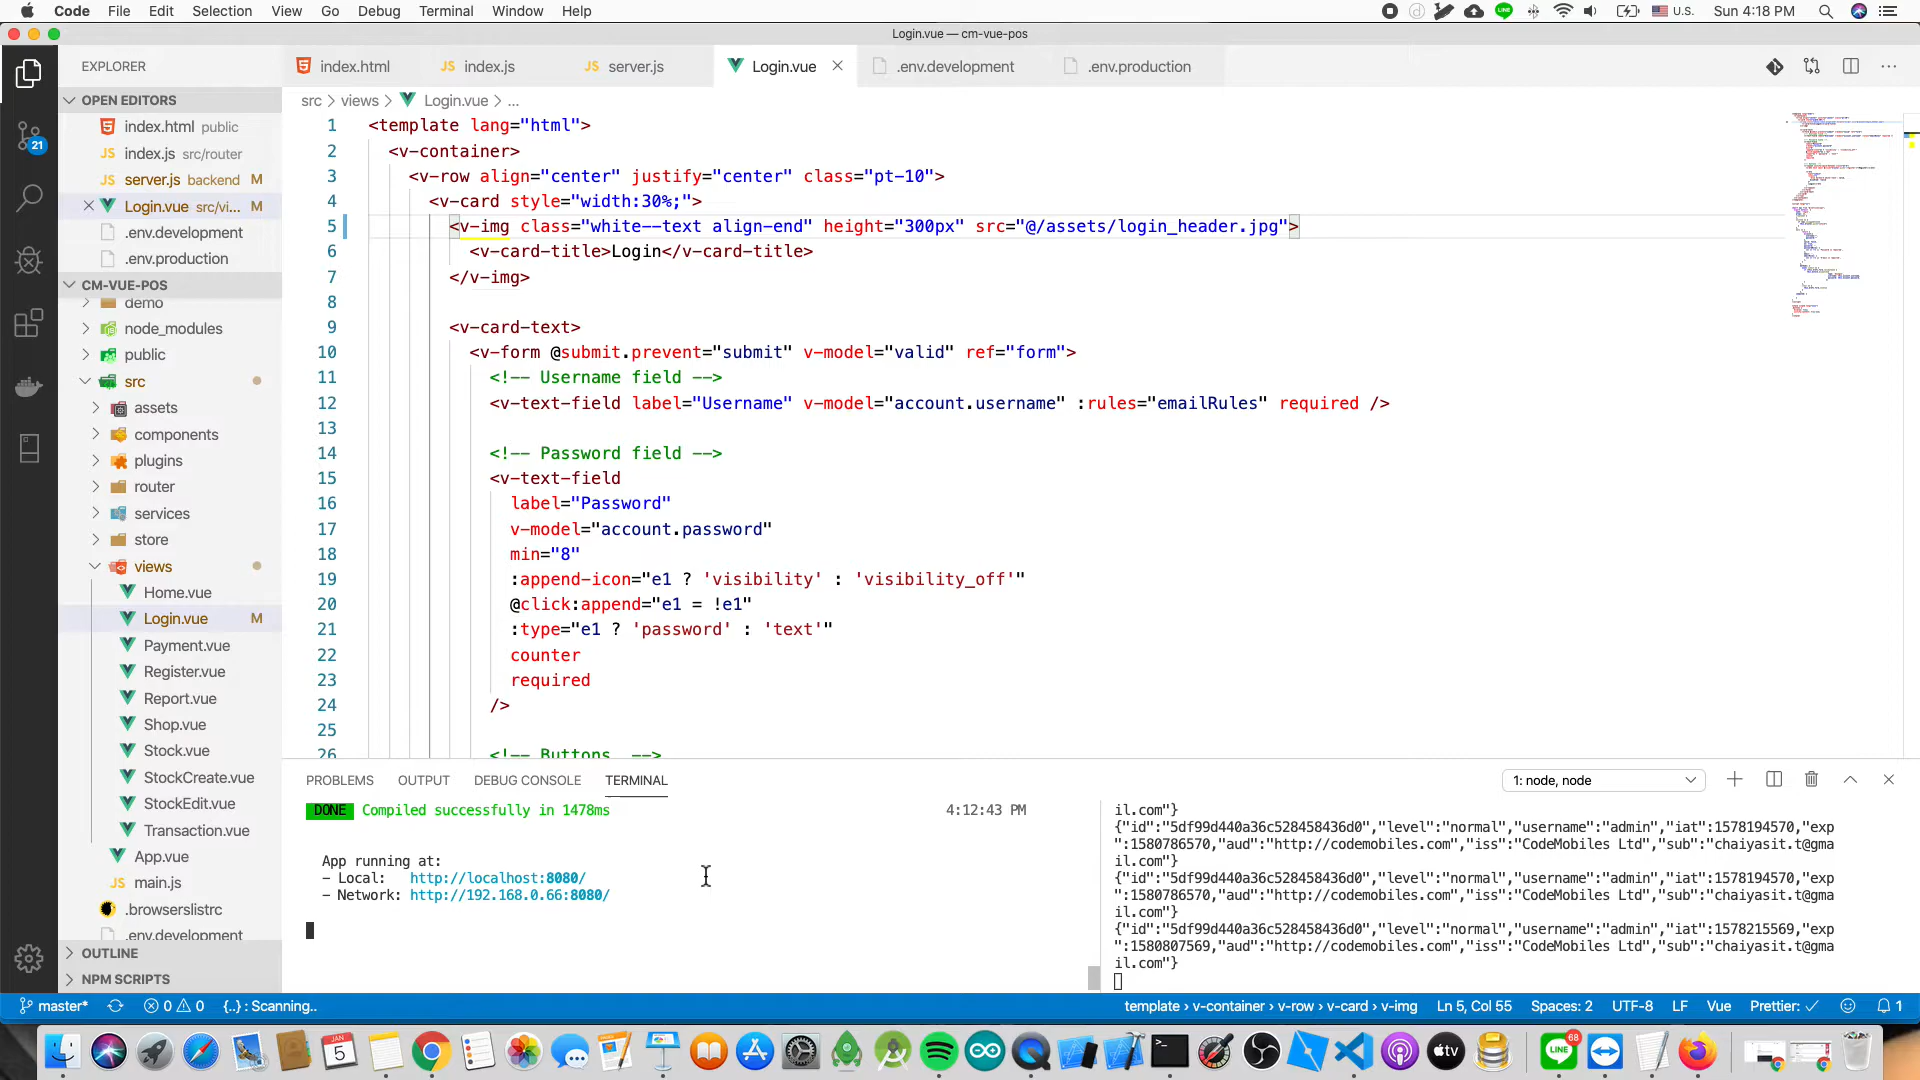 Code File Edit Selection View Go Debug Terminal Window Help
U.S. Sun 4:18 PM
Login.vue — cm-vue-pos
EXPLORER
index.html index.js server.js Login.vue .env.development .env.production
OPEN EDITORS
index.html public
index.js src/router
server.js backend M
Login.vue src/vi... M
.env.development
.env.production
CM-VUE-POS
demo
node_modules
public
src
assets
components
plugins
router
services
store
views
Home.vue
Login.vue M
Payment.vue
Register.vue
Report.vue
Shop.vue
Stock.vue
StockCreate.vue
StockEdit.vue
Transaction.vue
App.vue
main.js
.browserslistrc
.env.development
OUTLINE
NPM SCRIPTS
21
src > views > Login.vue > ...
1 <template lang="html">
2 <v-container>
3 <v-row align="center" justify="center" class="pt-10">
4 <v-card style="width:30%;">
5 <v-img class="white--text align-end" height="300px" src="@/assets/login_header.jpg">
6 <v-card-title>Login</v-card-title>
7 </v-img>
8
9 <v-card-text>
10 <v-form @submit.prevent="submit" v-model="valid" ref="form">
11 <!-- Username field -->
12 <v-text-field label="Username" v-model="account.username" :rules="emailRules" required />
13
14 <!-- Password field -->
15 <v-text-field
16 label="Password"
17 v-model="account.password"
18 min="8"
19 :append-icon="e1 ? 'visibility' : 'visibility_off'"
20 @click:append="e1 = !e1"
21 :type="e1 ? 'password' : 'text'"
22 counter
23 required
24 />
25
26 <!-- Buttons -->
PROBLEMS OUTPUT DEBUG CONSOLE TERMINAL
1: node, node
DONE Compiled successfully in 1478ms 4:12:43 PM
App running at:
- Local: http://localhost:8080/
- Network: http://192.168.0.66:8080/
il.com"}
{"id":"5df99d440a36c528458436d0","level":"normal","username":"admin","iat":1578194570,"exp
":1580786570,"aud":"http://codemobiles.com","iss":"CodeMobiles Ltd","sub":"chaiyasit.t@gma
il.com"}
{"id":"5df99d440a36c528458436d0","level":"normal","username":"admin","iat":1578194570,"exp
":1580786570,"aud":"http://codemobiles.com","iss":"CodeMobiles Ltd","sub":"chaiyasit.t@gma
il.com"}
{"id":"5df99d440a36c528458436d0","level":"normal","username":"admin","iat":1578215569,"exp
":1580807569,"aud":"http://codemobiles.com","iss":"CodeMobiles Ltd","sub":"chaiyasit.t@gma
il.com"}
master* 0 0 {..} : Scanning.. template › v-container › v-row › v-card › v-img Ln 5, Col 55 Spaces: 2 UTF-8 LF Vue Prettier: ✓ 1
JAN
5
tv
LINE
68